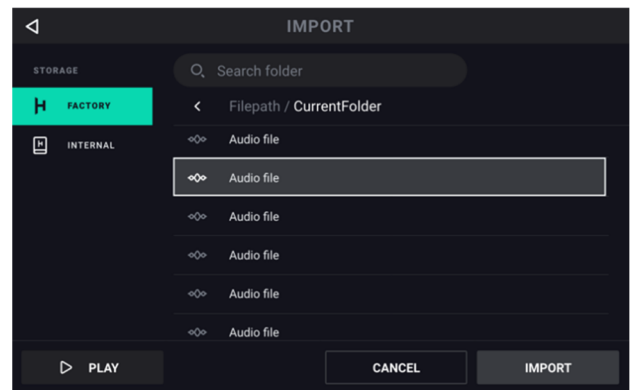 IMPORT
STORAGE
FACTORY
INTERNAL
Search folder
Filepath / CurrentFolder
Audio file
Audio file
Audio file
Audio file
Audio file
Audio file
PLAY
CANCEL
IMPORT